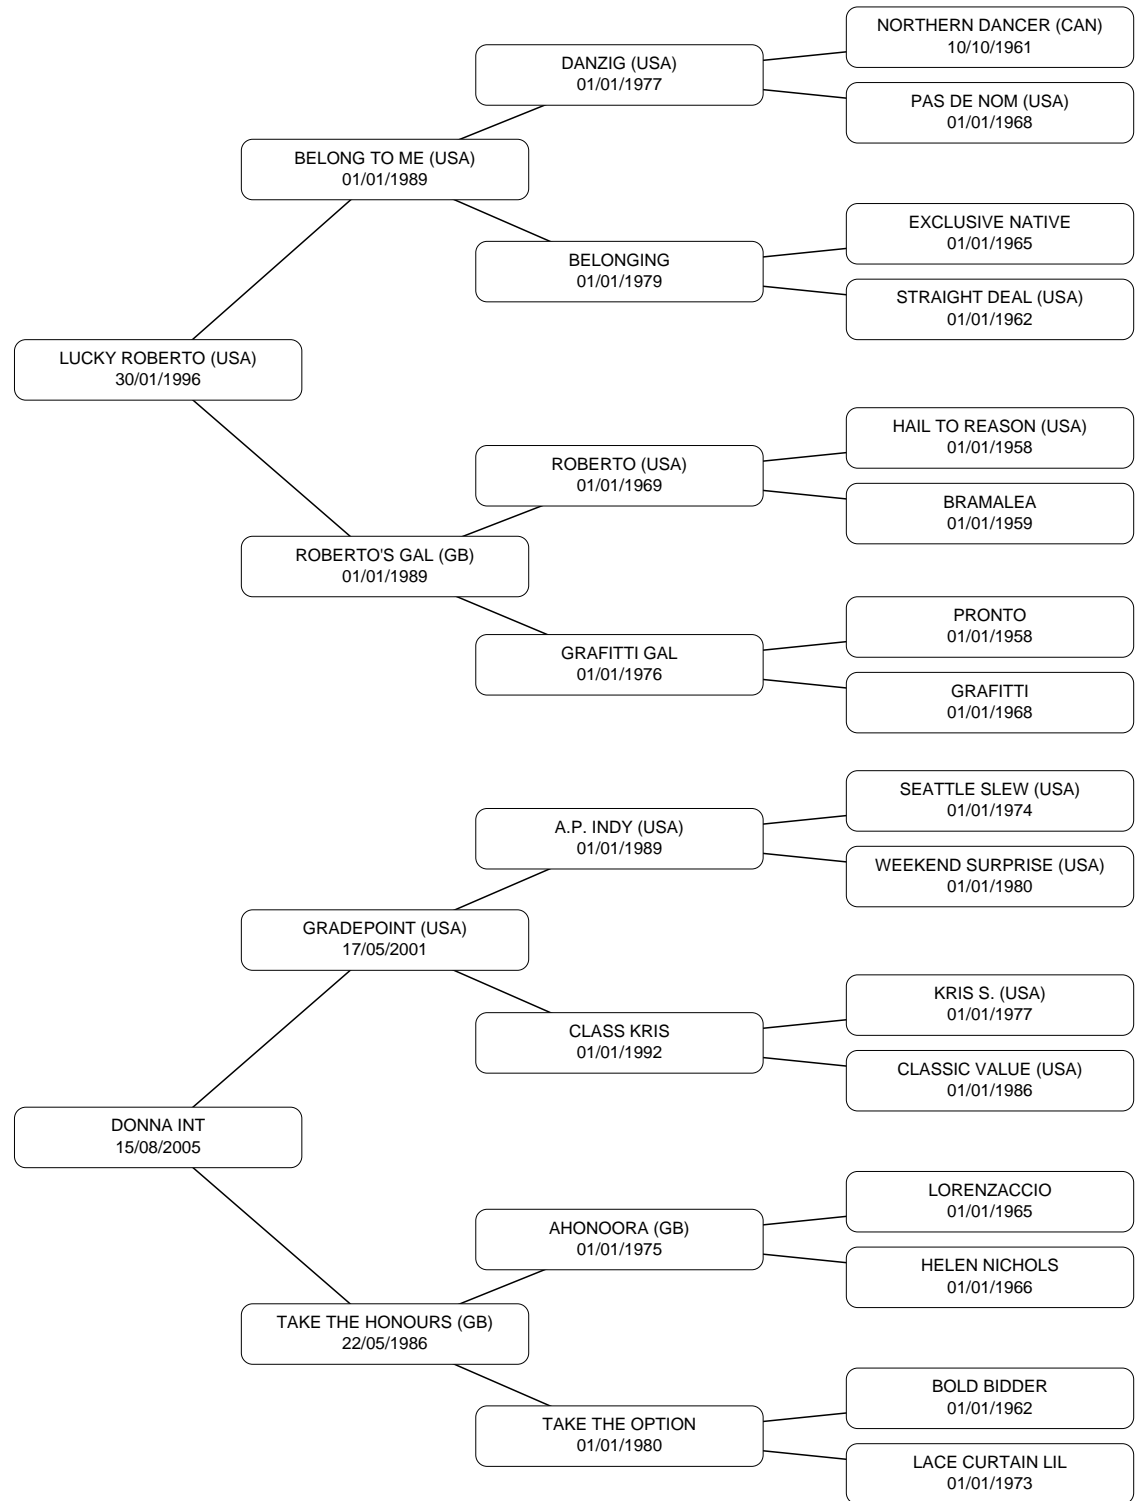 NORTHERN DANCER (CAN)
10/10/1961
DANZIG (USA)
01/01/1977
PAS DE NOM (USA)
01/01/1968
BELONG TO ME (USA)
01/01/1989
EXCLUSIVE NATIVE
01/01/1965
BELONGING
01/01/1979
STRAIGHT DEAL (USA)
01/01/1962
LUCKY ROBERTO (USA)
30/01/1996
HAIL TO REASON (USA)
01/01/1958
ROBERTO (USA)
01/01/1969
BRAMALEA
01/01/1959
ROBERTO'S GAL (GB)
01/01/1989
PRONTO
01/01/1958
GRAFITTI GAL
01/01/1976
GRAFITTI
01/01/1968
SEATTLE SLEW (USA)
01/01/1974
A.P. INDY (USA)
01/01/1989
WEEKEND SURPRISE (USA)
01/01/1980
GRADEPOINT (USA)
17/05/2001
KRIS S. (USA)
01/01/1977
CLASS KRIS
01/01/1992
CLASSIC VALUE (USA)
01/01/1986
DONNA INT
15/08/2005
LORENZACCIO
01/01/1965
AHONOORA (GB)
01/01/1975
HELEN NICHOLS
01/01/1966
TAKE THE HONOURS (GB)
22/05/1986
BOLD BIDDER
01/01/1962
TAKE THE OPTION
01/01/1980
LACE CURTAIN LIL
01/01/1973